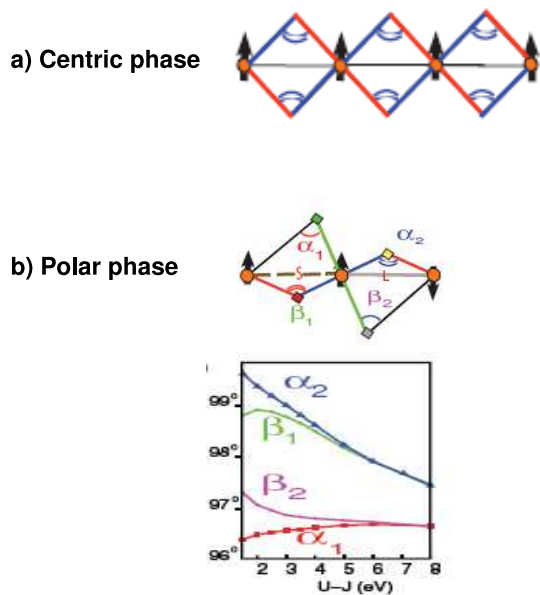 a) Centric phase
b) Polar phase
α₁
α₂
S
L
β₁
β₂
99°
98°
97°
96°
α₂
β₁
β₂
α₁
2 3 4 5 6 7 8
U–J (eV)